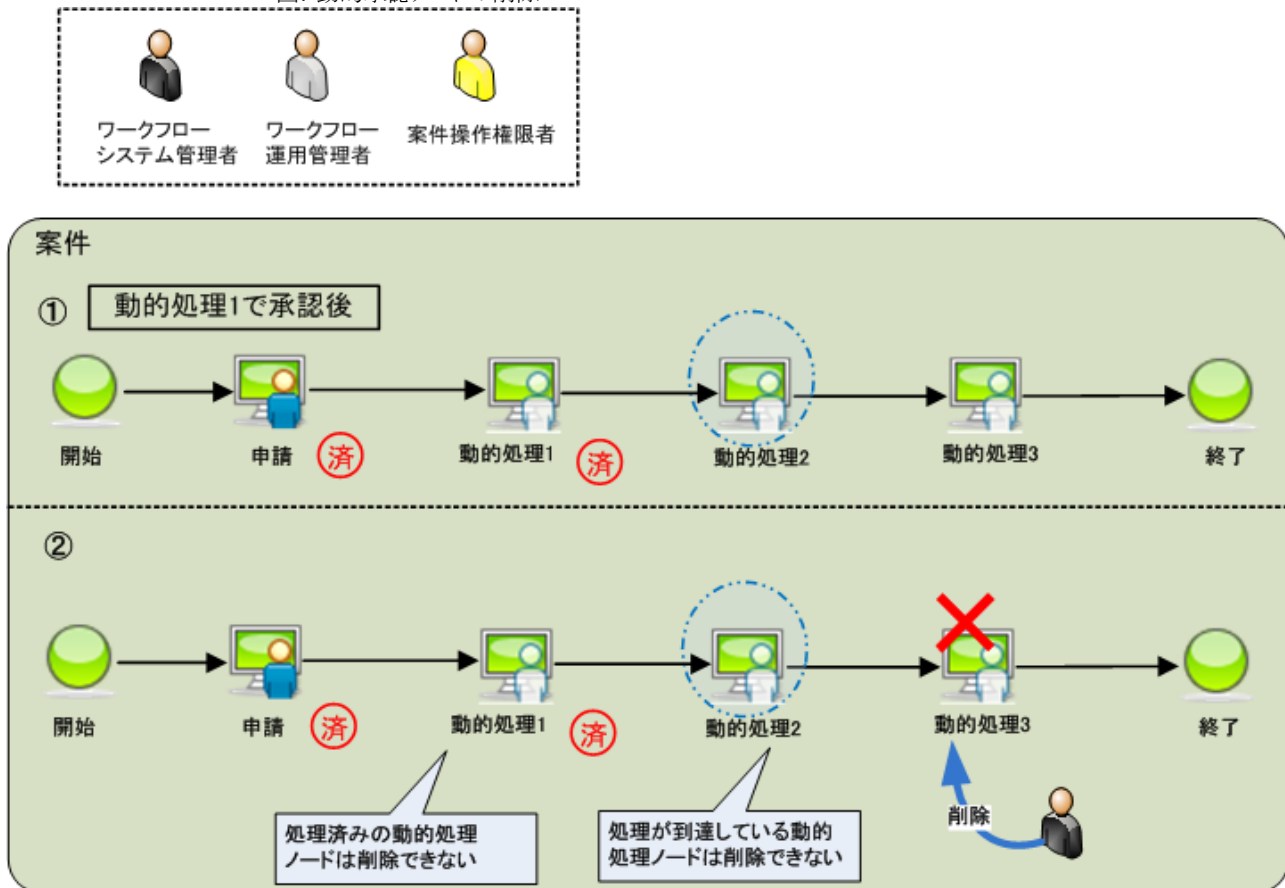 ワークフロー
システム管理者
ワークフロー
運用管理者
案件操作権限者
案件
①
動的処理1で承認後
開始
申請
済
動的処理1
済
動的処理2
動的処理3
終了
②
開始
申請
済
動的処理1
済
動的処理2
動的処理3
終了
処理済みの動的処理
ノードは削除できない
処理が到達している動的
処理ノードは削除できない
削除